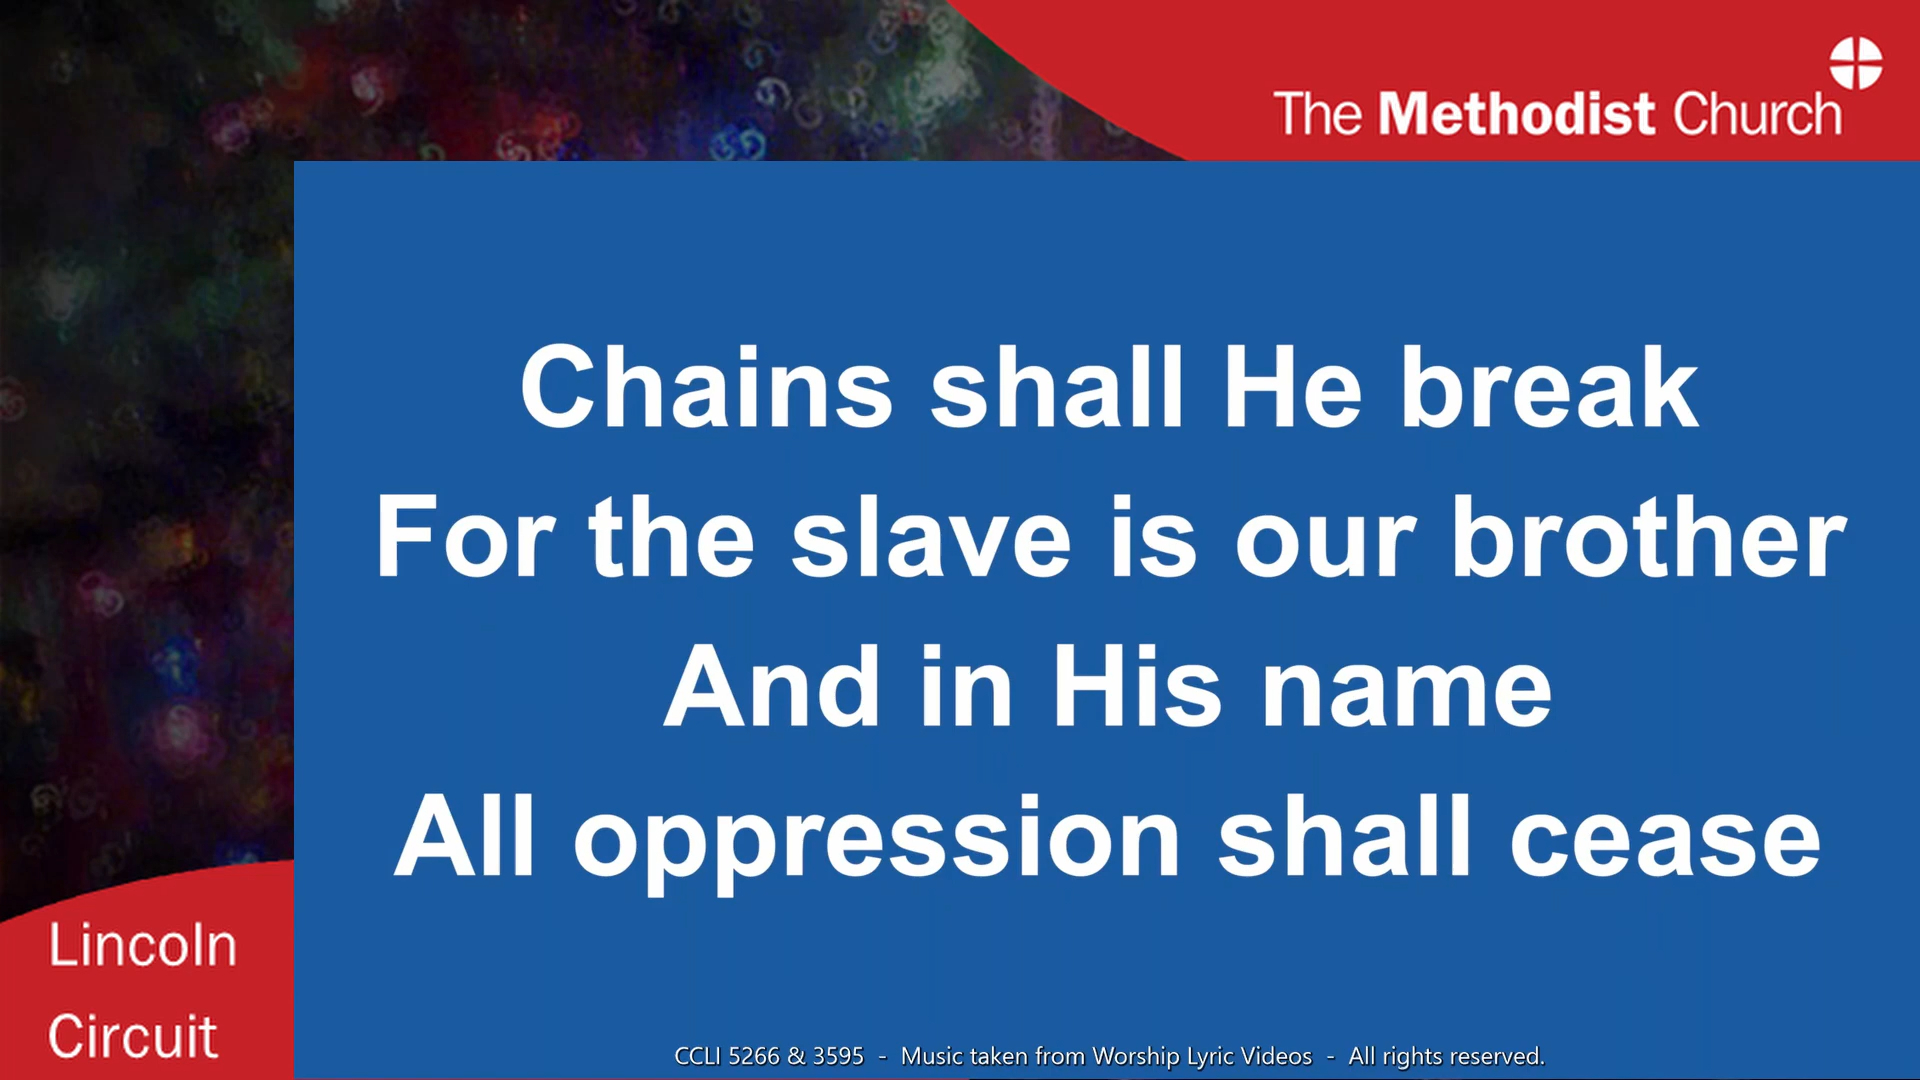 The Methodist Church
Chains shall He break
For the slave is our brother
And in His name
All oppression shall cease
Lincoln
Circuit
CCLI 5266 & 3595 - Music taken from Worship Lyric Videos - All rights reserved.